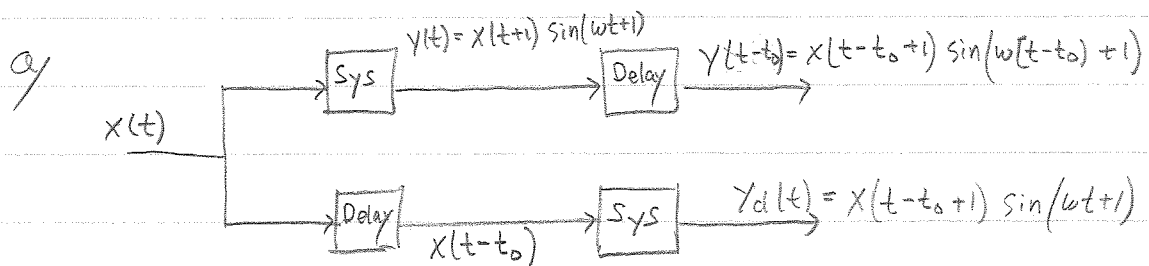 a/
y(t) = x(t+1) sin(ωt+1)
Sys
Delay
y(t-t₀) = x(t-t₀+1) sin(ω[t-t₀) +1)
x(t)
Delay
x(t-t₀)
Sys
Yd(t) = x(t-t₀+1) sin(ωt+1)